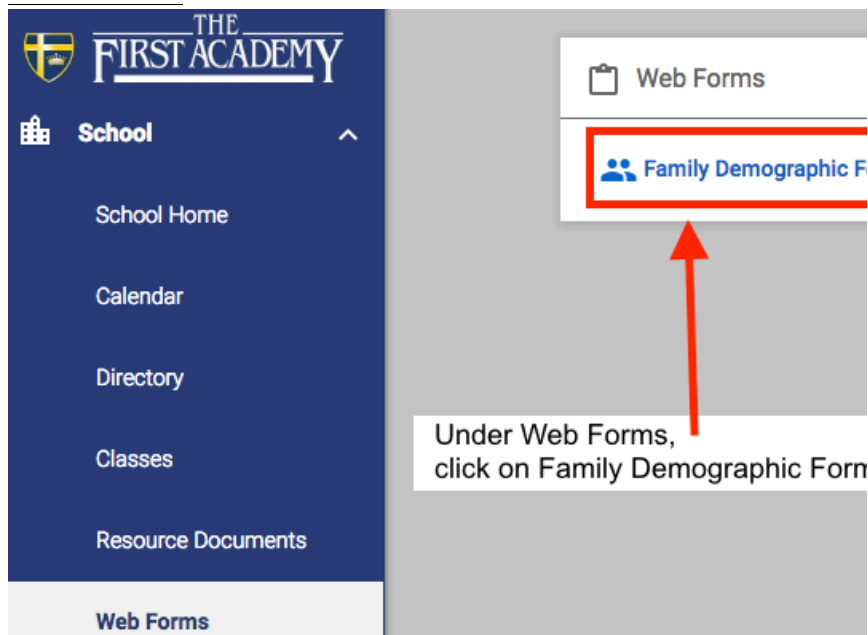 THE
FIRST ACADEMY
School
School Home
Calendar
Directory
Classes
Resource Documents
Web Forms
Web Forms
Family Demographic F
Under Web Forms,
click on Family Demographic Form